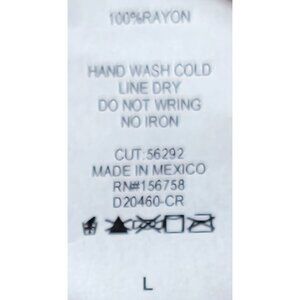 100%RAYON
HAND WASH COLD
LINE DRY
DO NOT WRING
NO IRON
CUT:56292
MADE IN MEXICO
RN#156758
D20460-CR
L